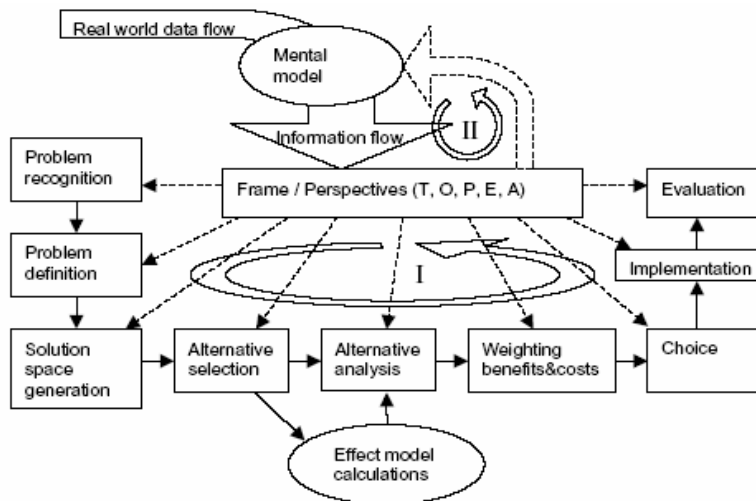 Real world data flow
Mental
model
II
Information flow
Problem
recognition
Frame / Perspectives (T, O, P, E, A)
Evaluation
Problem
definition
I
Implementation
Solution
space
generation
Alternative
selection
Alternative
analysis
Weighting
benefits&costs
Choice
Effect model
calculations